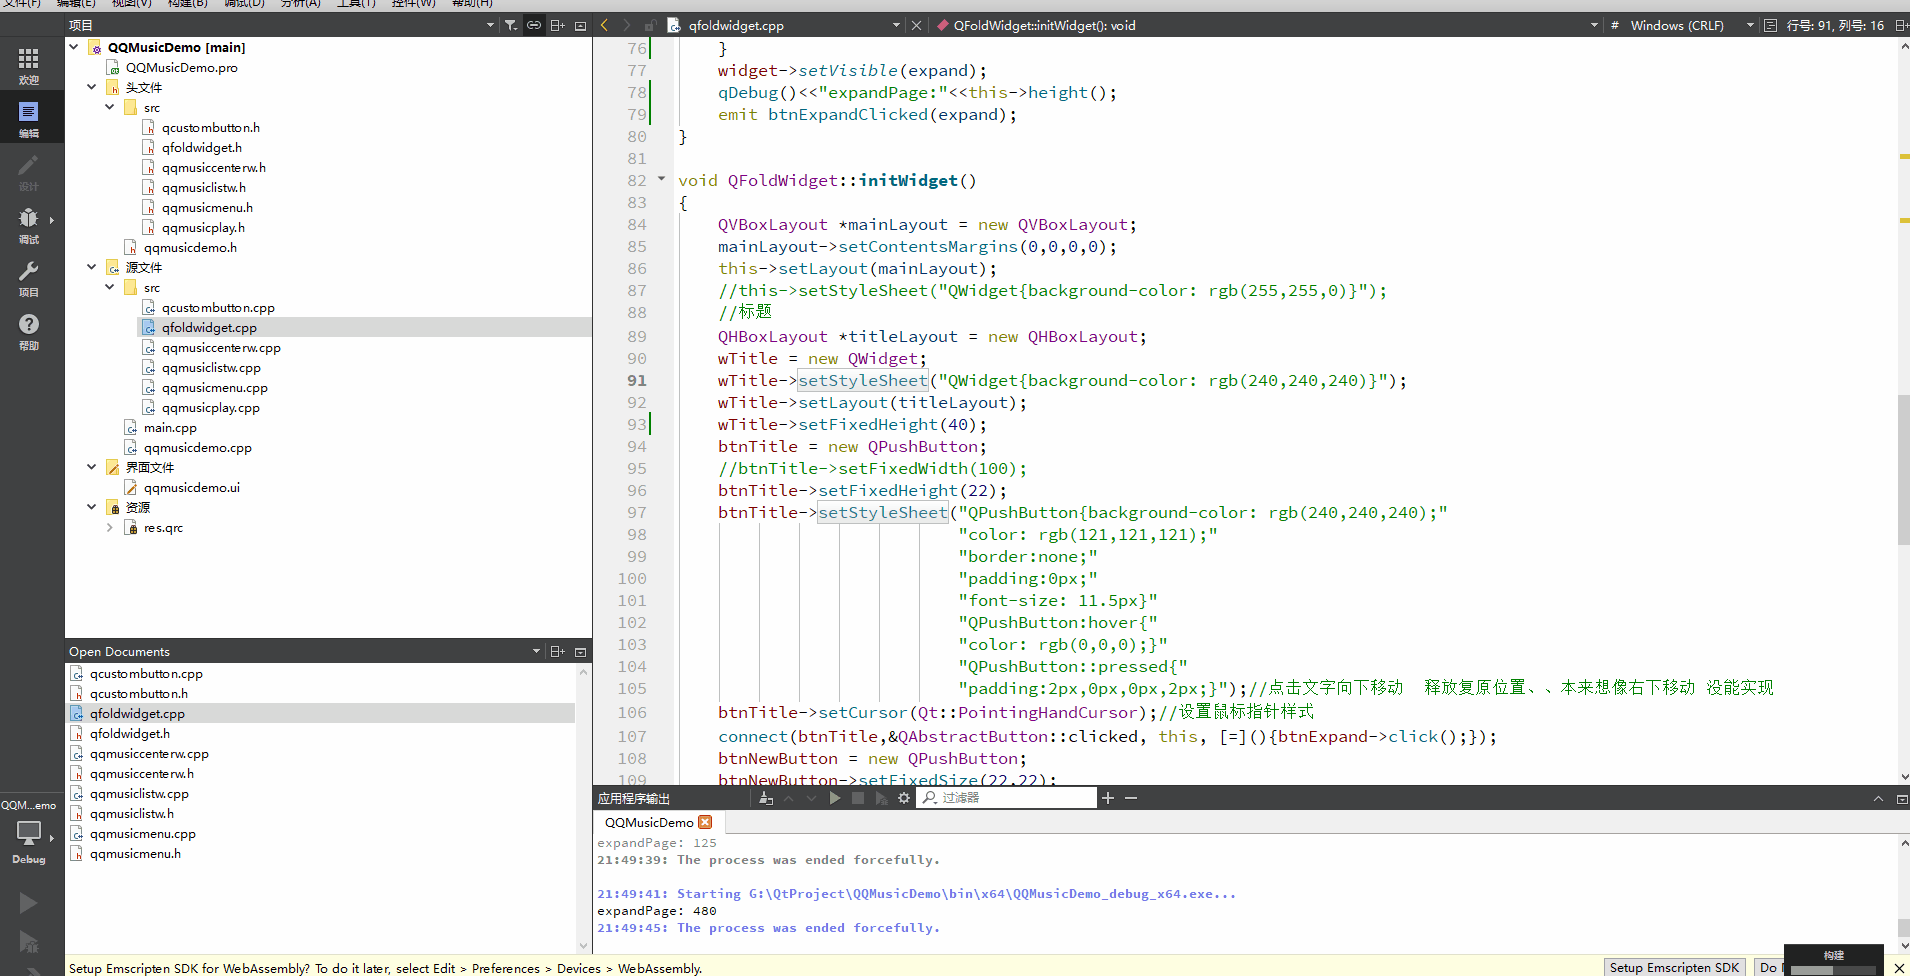 文件(F) 编辑(E) 视图(V) 构建(B) 调试(D) 分析(A) 工具(T) 控件(W) 帮助(H)
项目
qfoldwidget.cpp
QFoldWidget::initWidget(): void
# Windows (CRLF)
行号: 91, 列号: 16
欢迎
编辑
设计
调试
项目
帮助
QQMusicDemo [main]
QQMusicDemo.pro
头文件
src
qcustombutton.h
qfoldwidget.h
qqmusiccenterw.h
qqmusiclistw.h
qqmusicmenu.h
qqmusicplay.h
qqmusicdemo.h
源文件
src
qcustombutton.cpp
qfoldwidget.cpp
qqmusiccenterw.cpp
qqmusiclistw.cpp
qqmusicmenu.cpp
qqmusicplay.cpp
main.cpp
qqmusicdemo.cpp
界面文件
qqmusicdemo.ui
资源
res.qrc
Open Documents
qcustombutton.cpp
qcustombutton.h
qfoldwidget.cpp
qfoldwidget.h
qqmusiccenterw.cpp
qqmusiccenterw.h
qqmusiclistw.cpp
qqmusiclistw.h
qqmusicmenu.cpp
qqmusicmenu.h
QQM...emo
Debug
76 }
77 widget->setVisible(expand);
78 qDebug()<<"expandPage:"<<this->height();
79 emit btnExpandClicked(expand);
80 }
81
82 void QFoldWidget::initWidget()
83 {
84 QVBoxLayout *mainLayout = new QVBoxLayout;
85 mainLayout->setContentsMargins(0,0,0,0);
86 this->setLayout(mainLayout);
87 //this->setStyleSheet("QWidget{background-color: rgb(255,255,0)}");
88 //标题
89 QHBoxLayout *titleLayout = new QHBoxLayout;
90 wTitle = new QWidget;
91 wTitle->setStyleSheet("QWidget{background-color: rgb(240,240,240)}");
92 wTitle->setLayout(titleLayout);
93 wTitle->setFixedHeight(40);
94 btnTitle = new QPushButton;
95 //btnTitle->setFixedWidth(100);
96 btnTitle->setFixedHeight(22);
97 btnTitle->setStyleSheet("QPushButton{background-color: rgb(240,240,240);"
98 "color: rgb(121,121,121);"
99 "border:none;"
100 "padding:0px;"
101 "font-size: 11.5px}"
102 "QPushButton:hover{"
103 "color: rgb(0,0,0);}"
104 "QPushButton::pressed{"
105 "padding:2px,0px,0px,2px;}");//点击文字向下移动 释放复原位置、、本来想像右下移动 没能实现
106 btnTitle->setCursor(Qt::PointingHandCursor);//设置鼠标指针样式
107 connect(btnTitle,&QAbstractButton::clicked, this, [=](){btnExpand->click();});
108 btnNewButton = new QPushButton;
109 btnNewButton->setFixedSize(22,22);
应用程序输出
过滤器
QQMusicDemo
expandPage: 125
21:49:39: The process was ended forcefully.
21:49:41: Starting G:\QtProject\QQMusicDemo\bin\x64\QQMusicDemo_debug_x64.exe...
expandPage: 480
21:49:45: The process was ended forcefully.
Setup Emscripten SDK for WebAssembly? To do it later, select Edit > Preferences > Devices > WebAssembly.
Setup Emscripten SDK
Do
构建